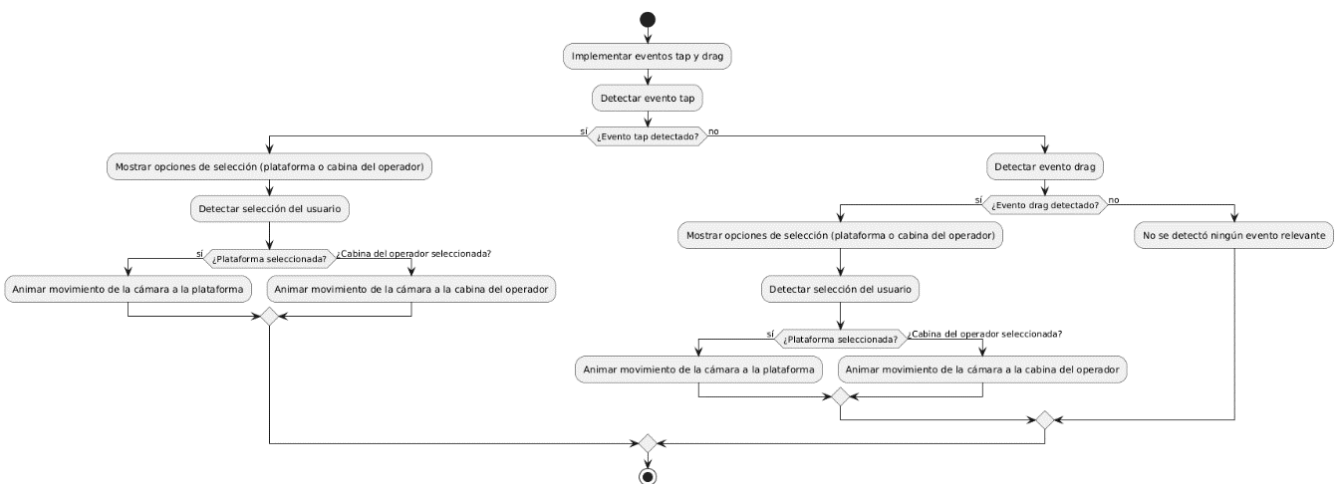 Implementar eventos tap y drag
Detectar evento tap
sí
¿Evento tap detectado?
no
Mostrar opciones de selección (plataforma o cabina del operador)
Detectar selección del usuario
sí
¿Plataforma seleccionada?
¿Cabina del operador seleccionada?
Animar movimiento de la cámara a la plataforma
Animar movimiento de la cámara a la cabina del operador
Detectar evento drag
sí
¿Evento drag detectado?
no
Mostrar opciones de selección (plataforma o cabina del operador)
No se detectó ningún evento relevante
Detectar selección del usuario
sí
¿Plataforma seleccionada?
¿Cabina del operador seleccionada?
Animar movimiento de la cámara a la plataforma
Animar movimiento de la cámara a la cabina del operador